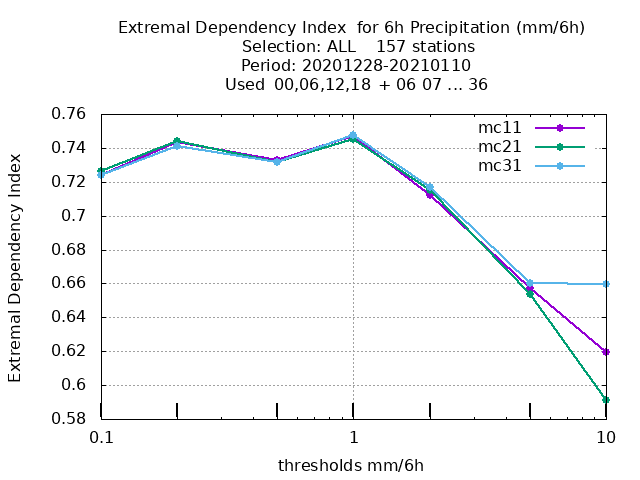 Extremal Dependency Index  for 6h Precipitation (mm/6h)
Selection: ALL    157 stations
Period: 20201228-20210110
Used  00,06,12,18  + 06 07 ... 36
mc11
mc21
mc31
0.76
0.74
0.72
0.7
0.68
0.66
0.64
0.62
0.6
0.58
Extremal Dependency Index
0.1
1
10
thresholds mm/6h